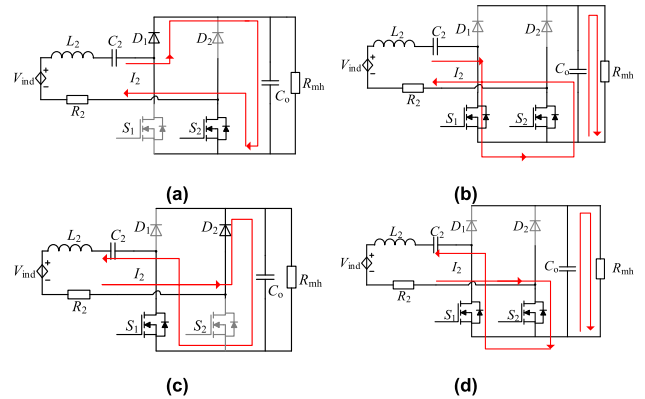 L2 C2 D1 D2
Vind + − I2 Co Rmh
R2
S1 S2
(a)
L2 C2 D1 D2
Vind + − I2 Co Rmh
R2
S1 S2
(b)
L2 C2 D1 D2
Vind + − I2 Co Rmh
R2
S1 S2
(c)
L2 C2 D1 D2
Vind + − I2 Co Rmh
R2
S1 S2
(d)